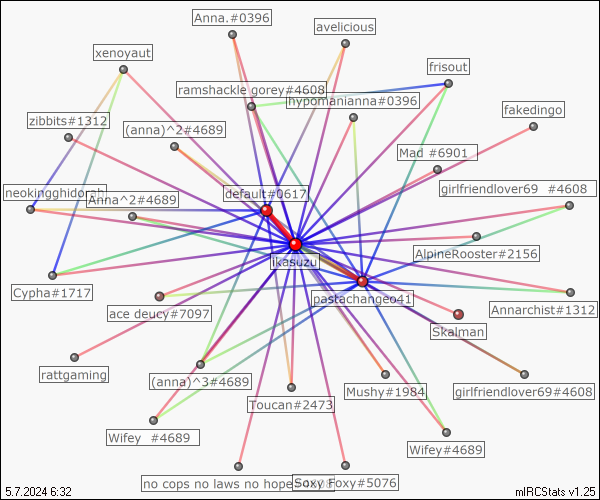 Anna.#0396
avelicious
xenoyaut
frisout
ramshackle gorey#4608
hypomanianna#0396
fakedingo
zibbits#1312
(anna)^2#4689
Mad #6901
girlfriendlover69 #4608
neokingghidorah
Anna^2#4689
default#0617
AlpineRooster#2156
ikasuzu
Cypha#1717
pastachangeo41
Annarchist#1312
ace deucy#7097
Skalman
rattgaming
(anna)^3#4689
Mushy#1984
girlfriendlover69#4608
Toucan#2473
Wifey #4689
Wifey#4689
no cops no laws no hope
Soxy Foxy#5076
5.7.2024 6:32
mIRCStats v1.25